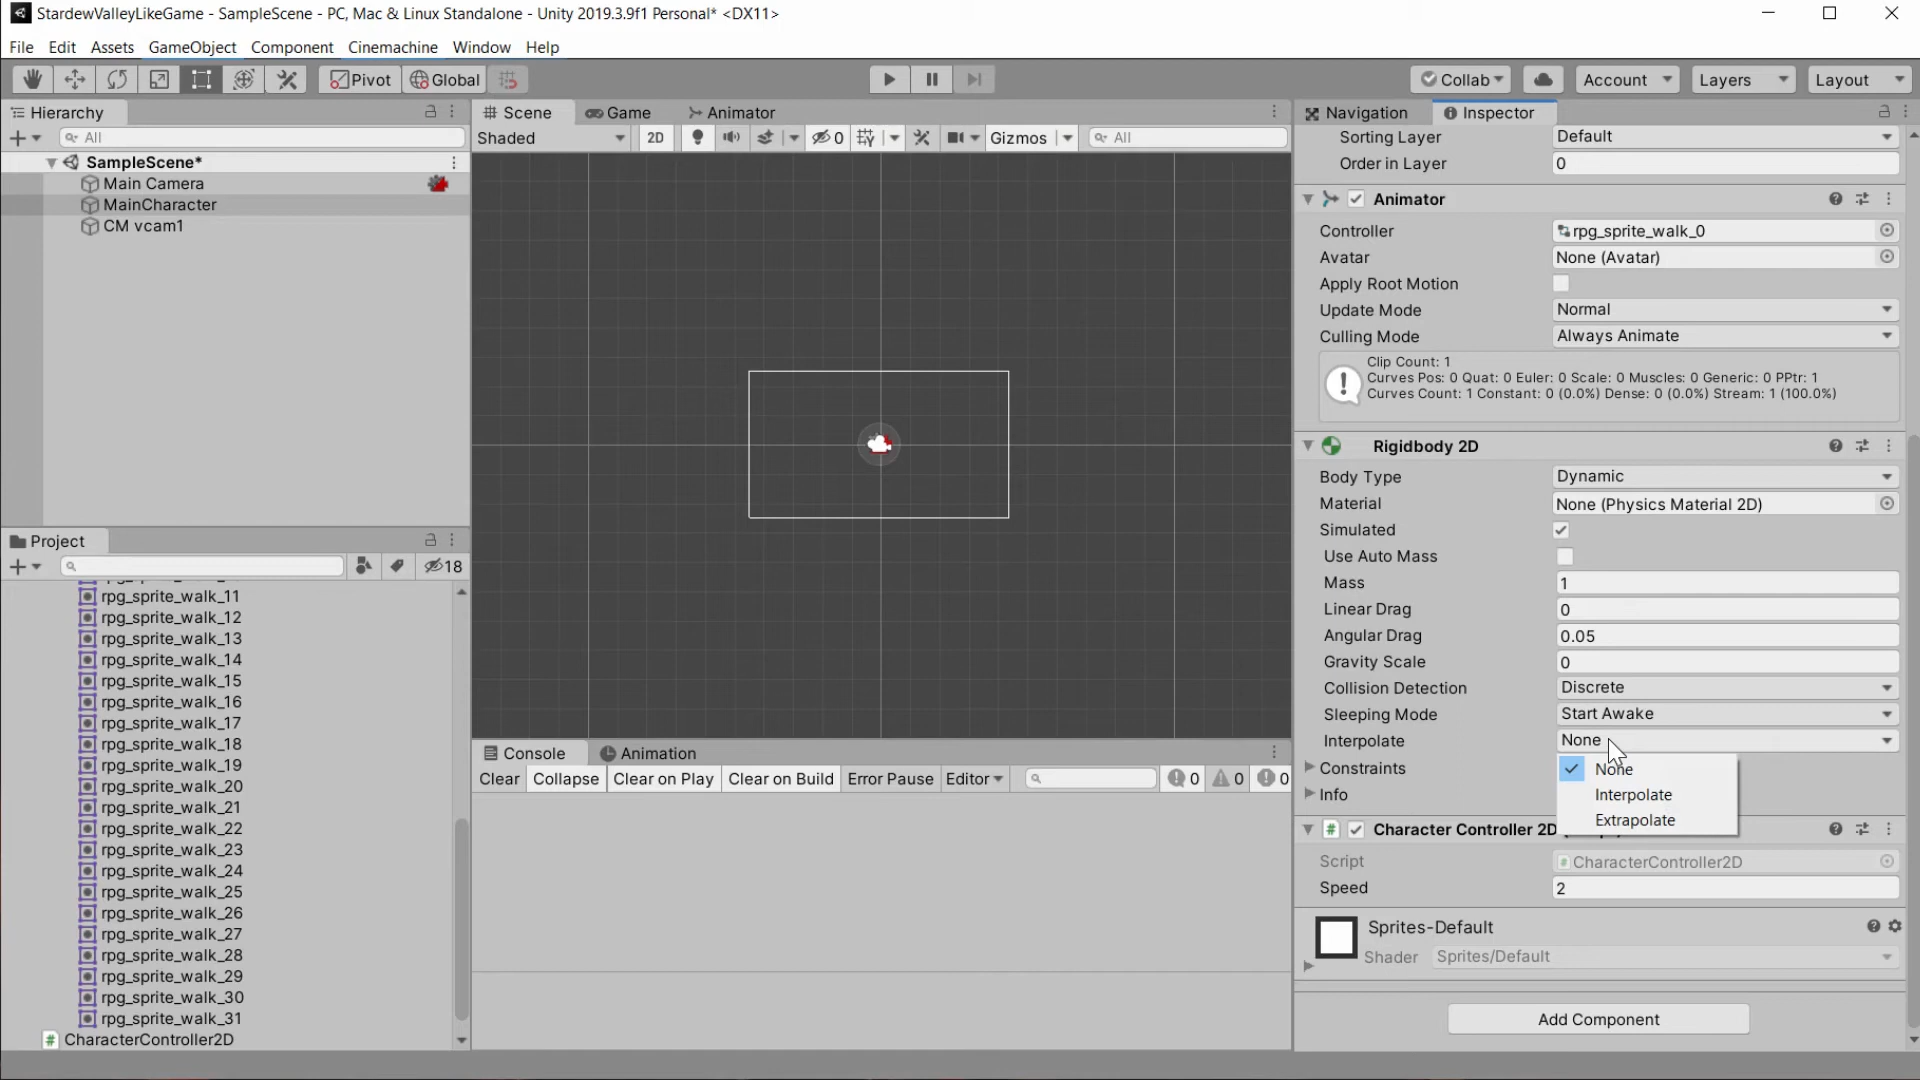 StardewValleyLikeGame - SampleScene - PC, Mac & Linux Standalone - Unity 2019.3.9f1 Personal* <DX11>
File Edit Assets GameObject Component Cinemachine Window Help
Pivot Global Collab Account Layers Layout
Hierarchy
All
SampleScene*
Main Camera
MainCharacter
CM vcam1
Project
18
rpg_sprite_walk_11
rpg_sprite_walk_12
rpg_sprite_walk_13
rpg_sprite_walk_14
rpg_sprite_walk_15
rpg_sprite_walk_16
rpg_sprite_walk_17
rpg_sprite_walk_18
rpg_sprite_walk_19
rpg_sprite_walk_20
rpg_sprite_walk_21
rpg_sprite_walk_22
rpg_sprite_walk_23
rpg_sprite_walk_24
rpg_sprite_walk_25
rpg_sprite_walk_26
rpg_sprite_walk_27
rpg_sprite_walk_28
rpg_sprite_walk_29
rpg_sprite_walk_30
rpg_sprite_walk_31
CharacterController2D
Scene Game Animator
Shaded 2D 0 Gizmos All
Console Animation
Clear Collapse Clear on Play Clear on Build Error Pause Editor 0 0 0
Navigation Inspector
Sorting Layer Default
Order in Layer 0
Animator
Controller rpg_sprite_walk_0
Avatar None (Avatar)
Apply Root Motion
Update Mode Normal
Culling Mode Always Animate
Clip Count: 1
Curves Pos: 0 Quat: 0 Euler: 0 Scale: 0 Muscles: 0 Generic: 0 PPtr: 1
Curves Count: 1 Constant: 0 (0.0%) Dense: 0 (0.0%) Stream: 1 (100.0%)
Rigidbody 2D
Body Type Dynamic
Material None (Physics Material 2D)
Simulated
Use Auto Mass
Mass 1
Linear Drag 0
Angular Drag 0.05
Gravity Scale 0
Collision Detection Discrete
Sleeping Mode Start Awake
Interpolate None
Constraints None
Info Interpolate
Extrapolate
Character Controller 2D
Script CharacterController2D
Speed 2
Sprites-Default
Shader Sprites/Default
Add Component